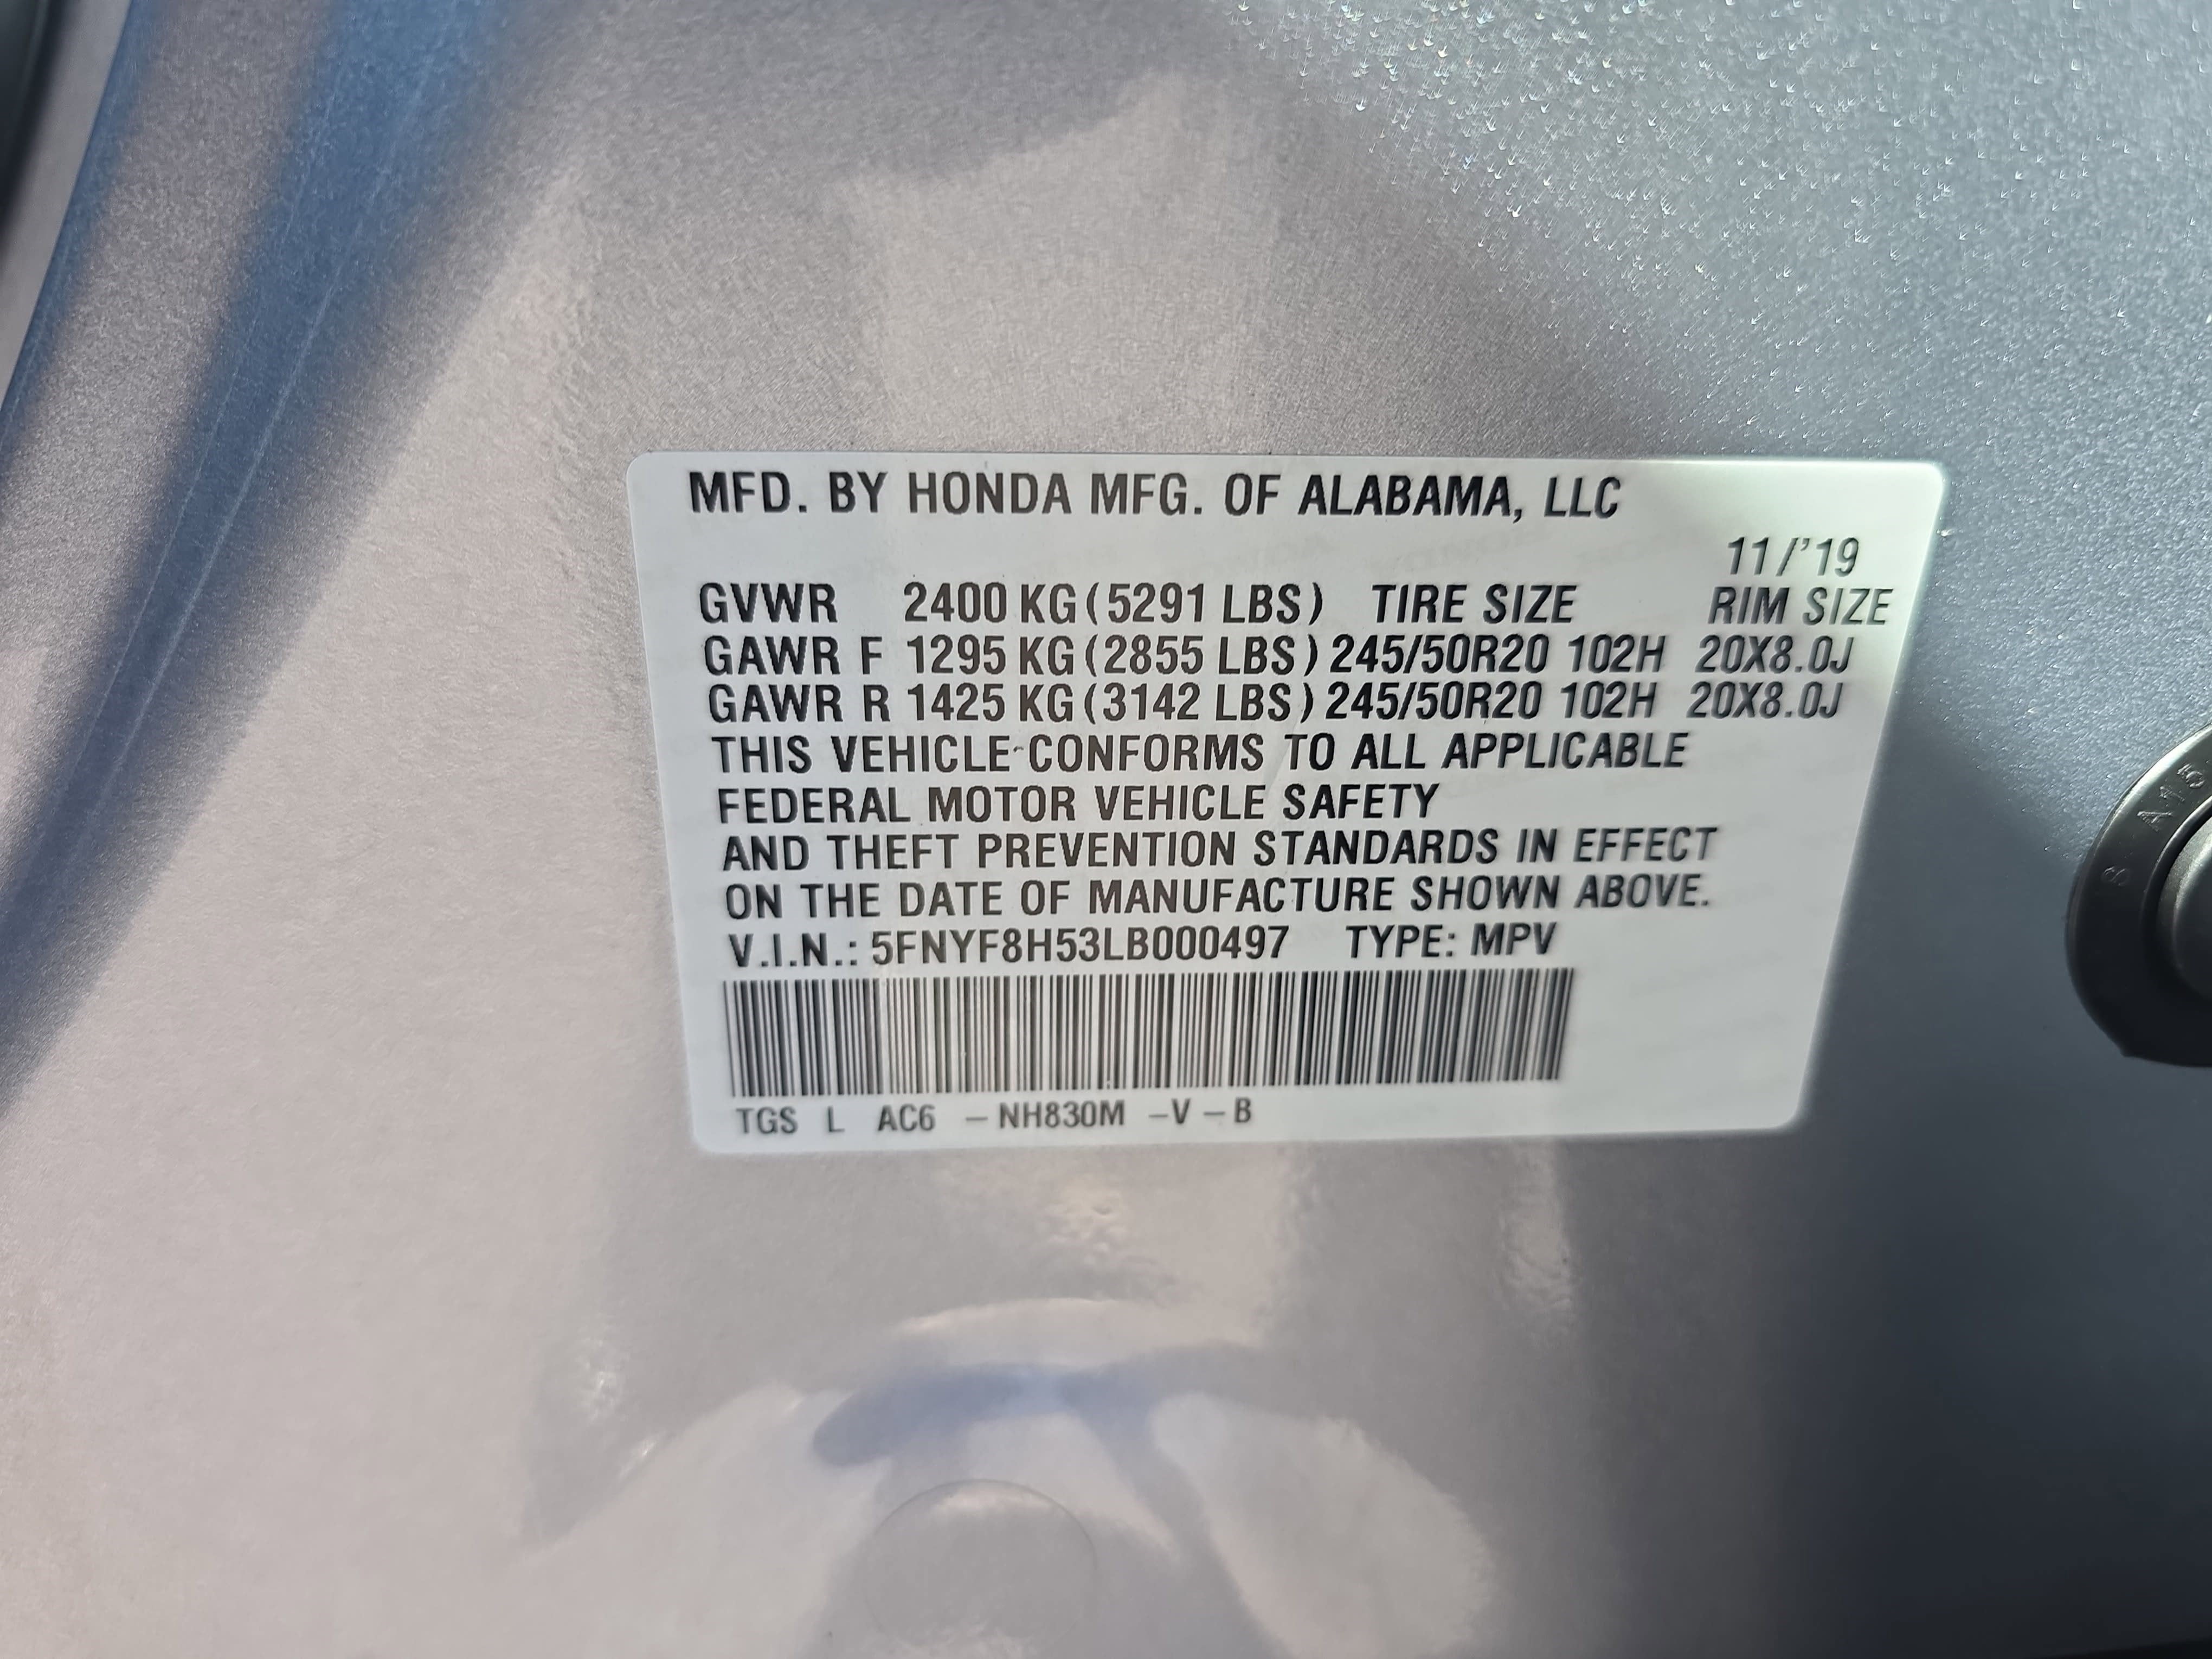 MFD. BY HONDA MFG. OF ALABAMA, LLC
11/'19
GVWR 2400 KG (5291 LBS) TIRE SIZE RIM SIZE
GAWR F 1295 KG (2855 LBS) 245/50R20 102H 20X8.0J
GAWR R 1425 KG (3142 LBS) 245/50R20 102H 20X8.0J
THIS VEHICLE CONFORMS TO ALL APPLICABLE
FEDERAL MOTOR VEHICLE SAFETY
AND THEFT PREVENTION STANDARDS IN EFFECT
ON THE DATE OF MANUFACTURE SHOWN ABOVE.
V.I.N.: 5FNYF8H53LB000497 TYPE: MPV
TGS L AC6 – NH830M –V – B